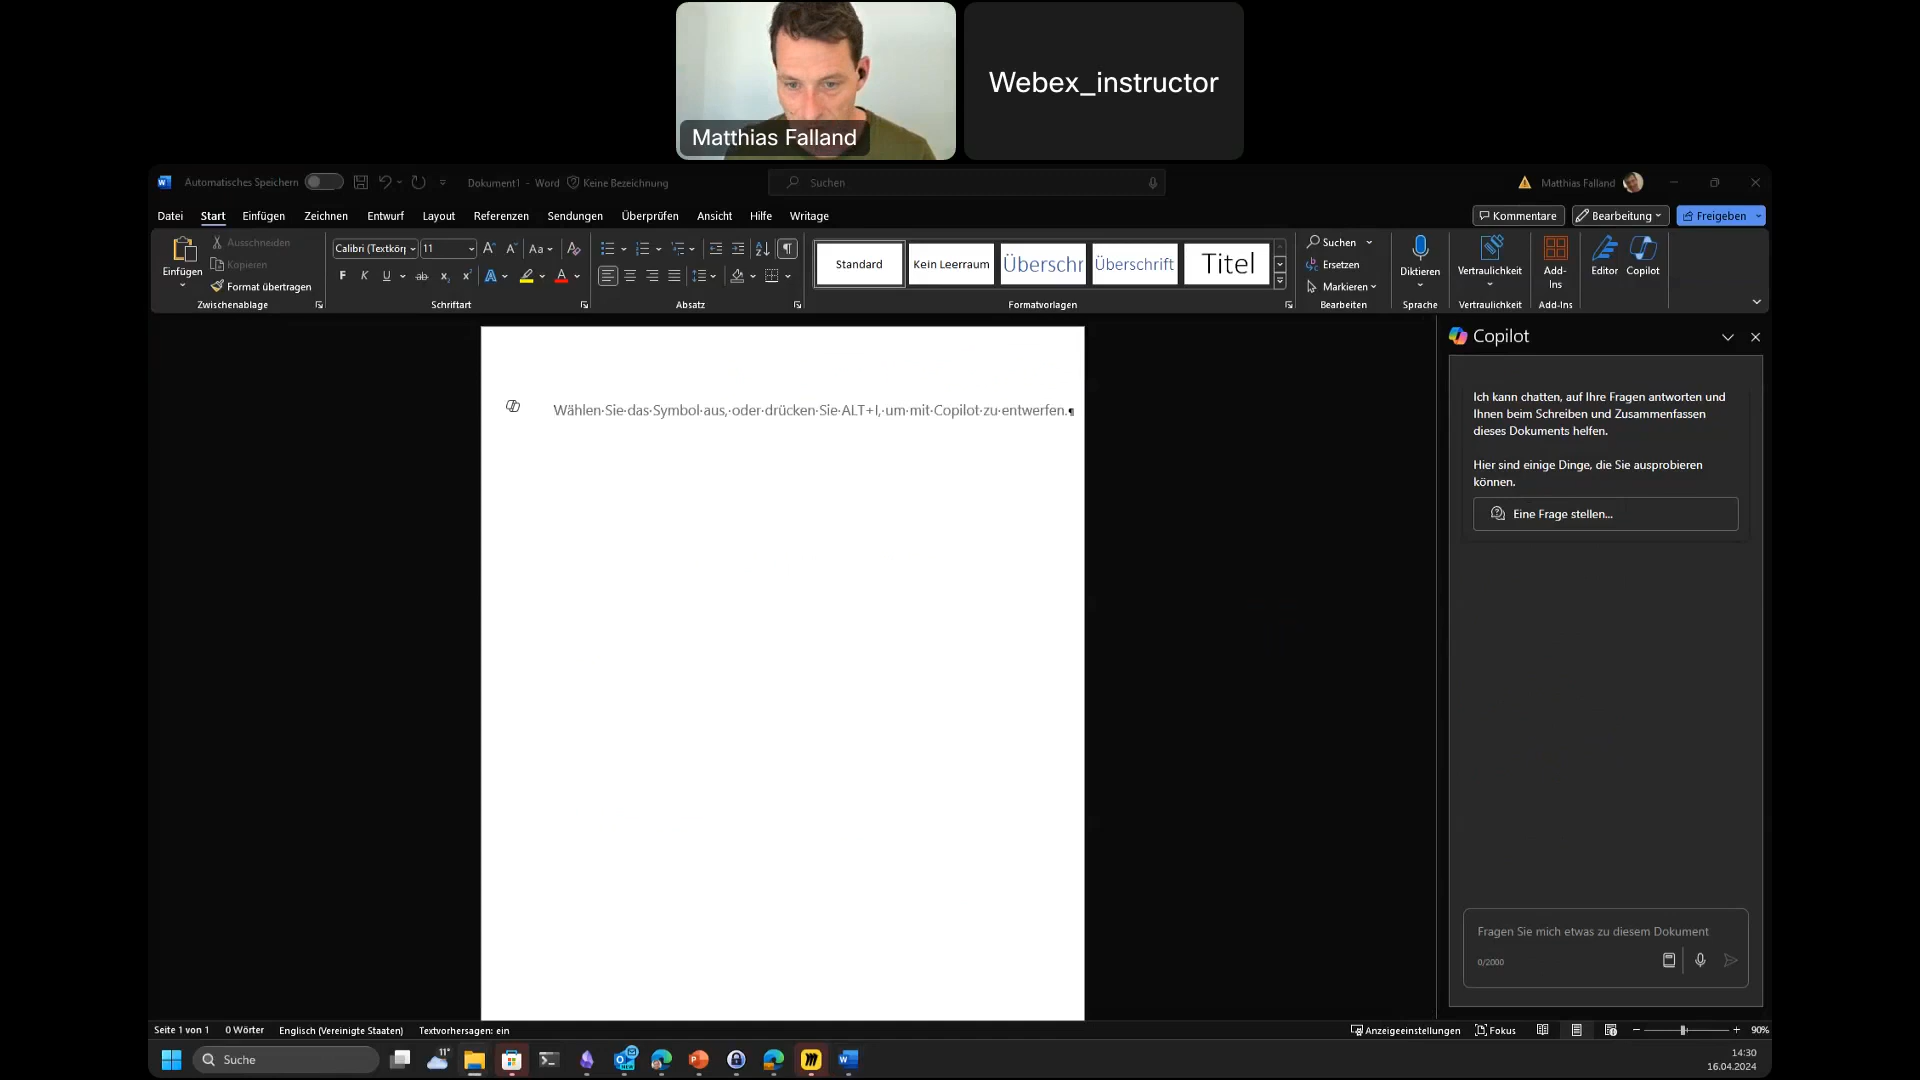 Webex_instructor
Matthias Falland
Automatisches Speichern
Dokument1 - Word
Keine Bezeichnung
Suchen
Matthias Falland
Datei Start Einfügen Zeichnen Entwurf Layout Referenzen Sendungen Überprüfen Ansicht Hilfe Writage
Kommentare
Bearbeitung
Freigeben
Einfügen
Ausschneiden
Kopieren
Format übertragen
Zwischenablage
Calibri (Textkörp
11
Aa
F K U ab x₂ x²
A A A
Schriftart
Absatz
Standard
Kein Leerraum
Überschr
Überschrift
Titel
Formatvorlagen
Suchen
Ersetzen
Markieren
Bearbeiten
Diktieren
Sprache
Vertraulichkeit
Vertraulichkeit
Add-
Ins
Add-Ins
Editor
Copilot
Wählen·Sie·das·Symbol·aus,·oder·drücken·Sie·ALT+I,·um·mit·Copilot·zu·entwerfen.¶
Copilot
Ich kann chatten, auf Ihre Fragen antworten und
Ihnen beim Schreiben und Zusammenfassen
dieses Dokuments helfen.
Hier sind einige Dinge, die Sie ausprobieren
können.
Eine Frage stellen...
Fragen Sie mich etwas zu diesem Dokument
0/2000
Seite 1 von 1
0 Wörter
Englisch (Vereinigte Staaten)
Textvorhersagen: ein
Anzeigeeinstellungen
Fokus
90%
Suche
11°
14:30
16.04.2024